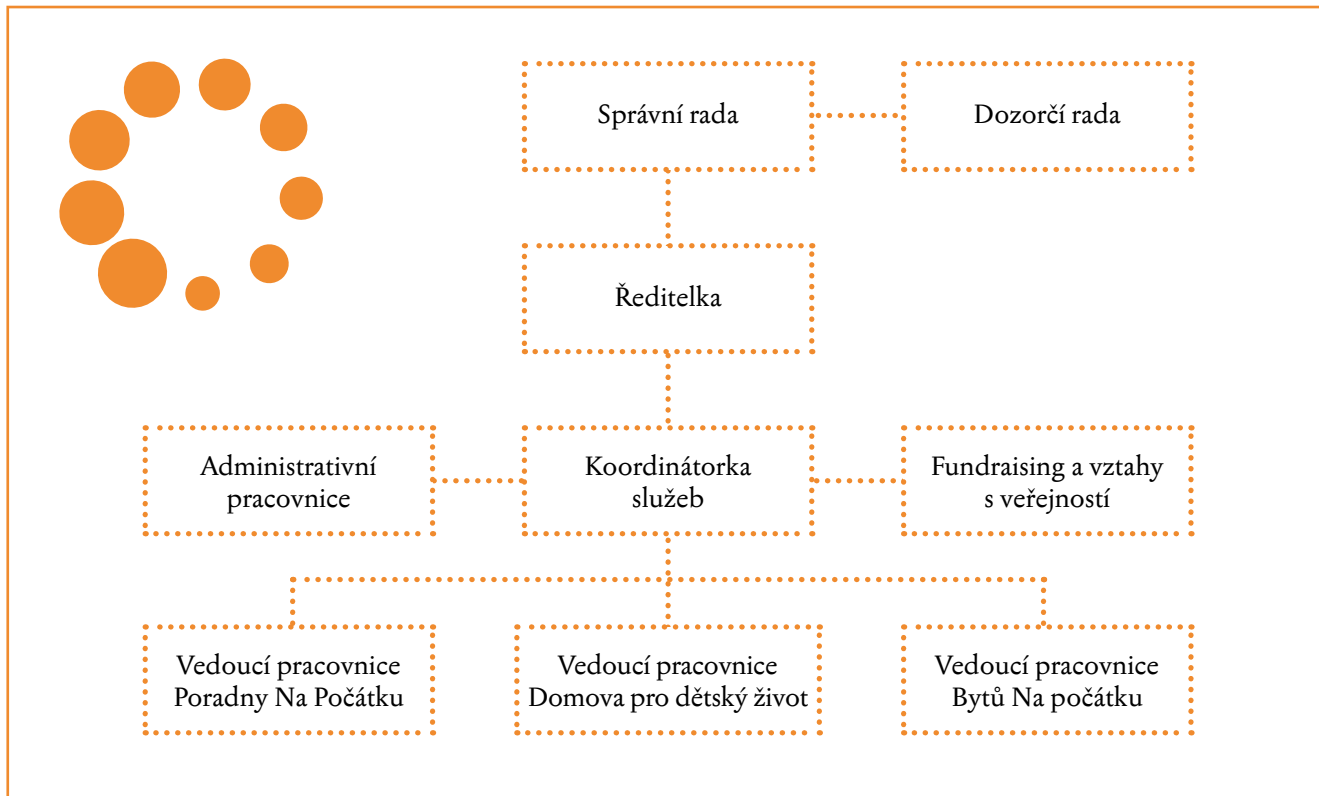 Správní rada
Dozorčí rada
Ředitelka
Administrativní
pracovnice
Koordinátorka
služeb
Fundraising a vztahy
s veřejností
Vedoucí pracovnice
Poradny Na Počátku
Vedoucí pracovnice
Domova pro dětský život
Vedoucí pracovnice
Bytů Na počátku